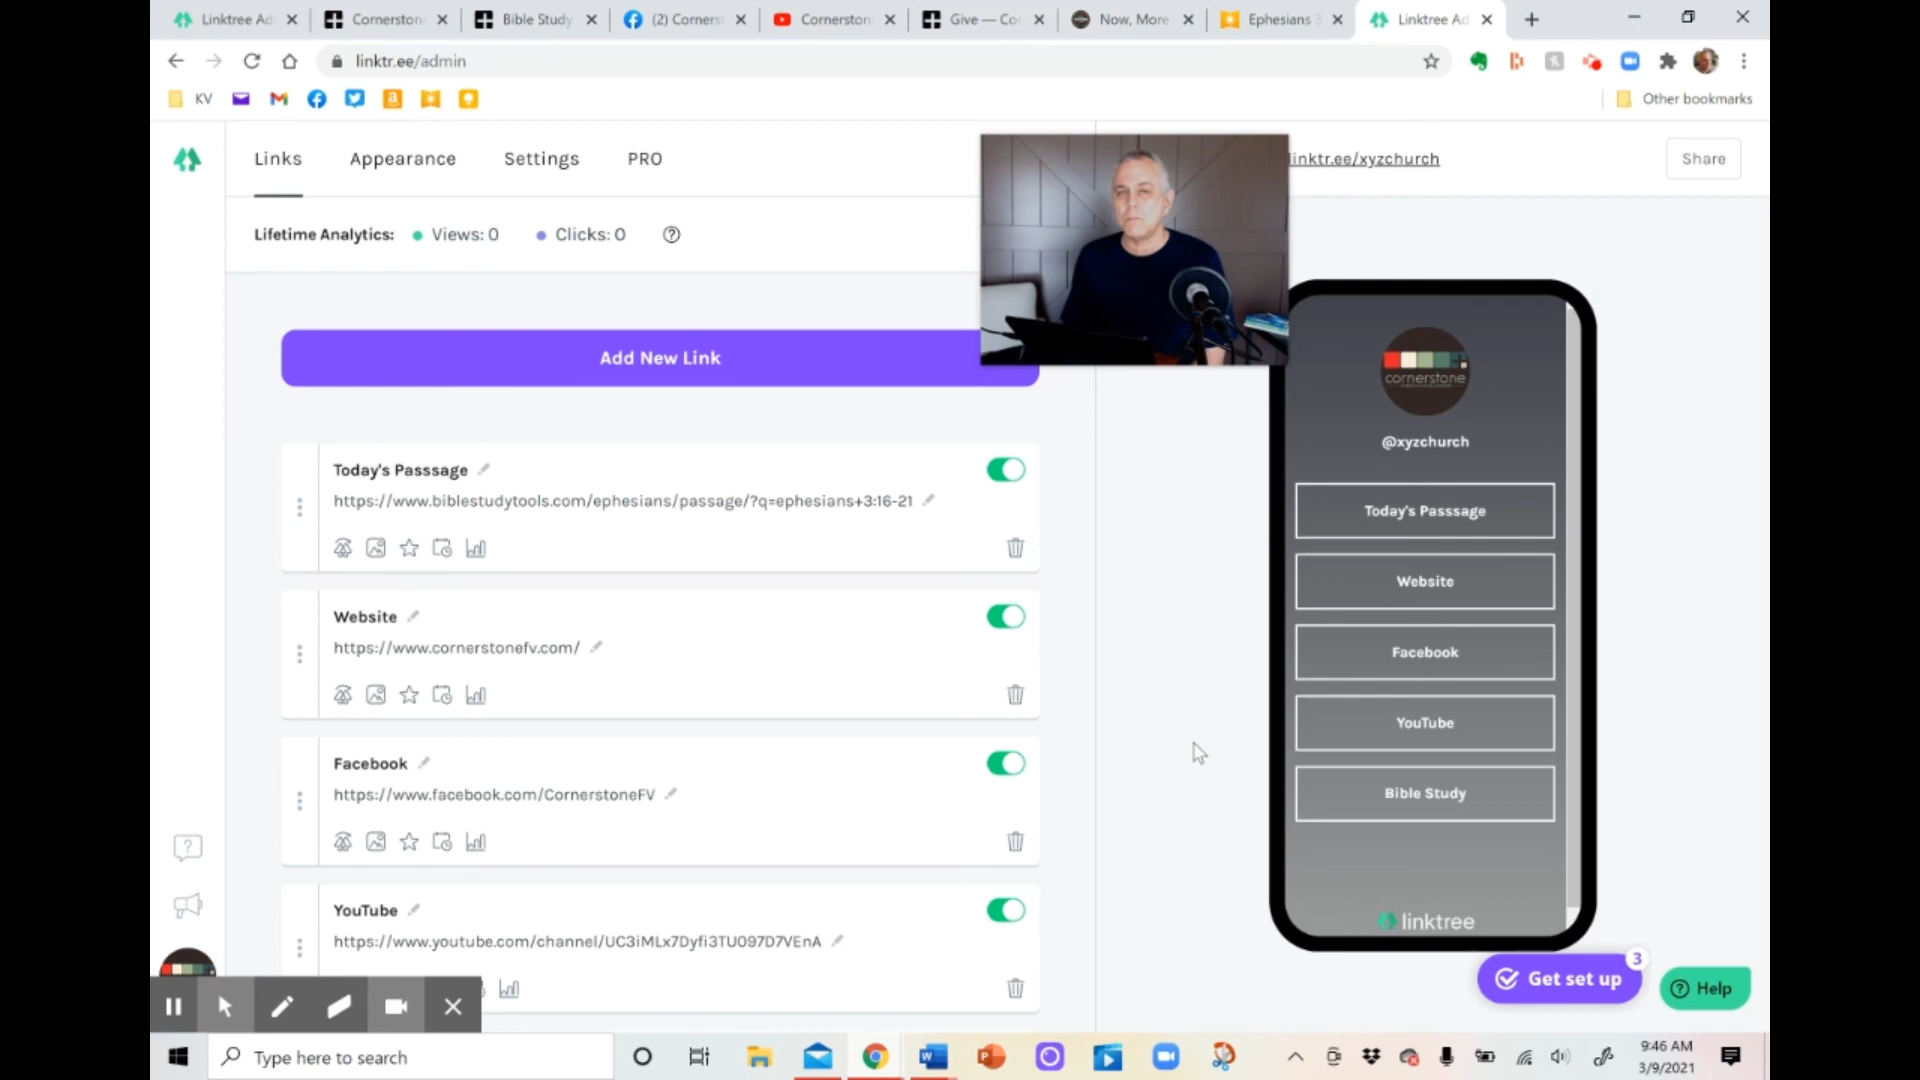 Linktree Ad
Cornerston
Bible Study
(2) Corners
Cornerston
Give — Co
Now, More
Ephesians 3
Linktree Ad
linktr.ee/admin
KV
Other bookmarks
Links
Appearance
Settings
PRO
linktr.ee/xyzchurch
Share
Lifetime Analytics:
Views: 0
Clicks: 0
Add New Link
Today's Passsage
https://www.biblestudytools.com/ephesians/passage/?q=ephesians+3:16-21
Website
https://www.cornerstonefv.com/
Facebook
https://www.facebook.com/CornerstoneFV
YouTube
https://www.youtube.com/channel/UC3iMLx7Dyfi3TU097D7VEnA
cornerstone
@xyzchurch
Today's Passsage
Website
Facebook
YouTube
Bible Study
linktree
Get set up
3
Help
Type here to search
9:46 AM
3/9/2021